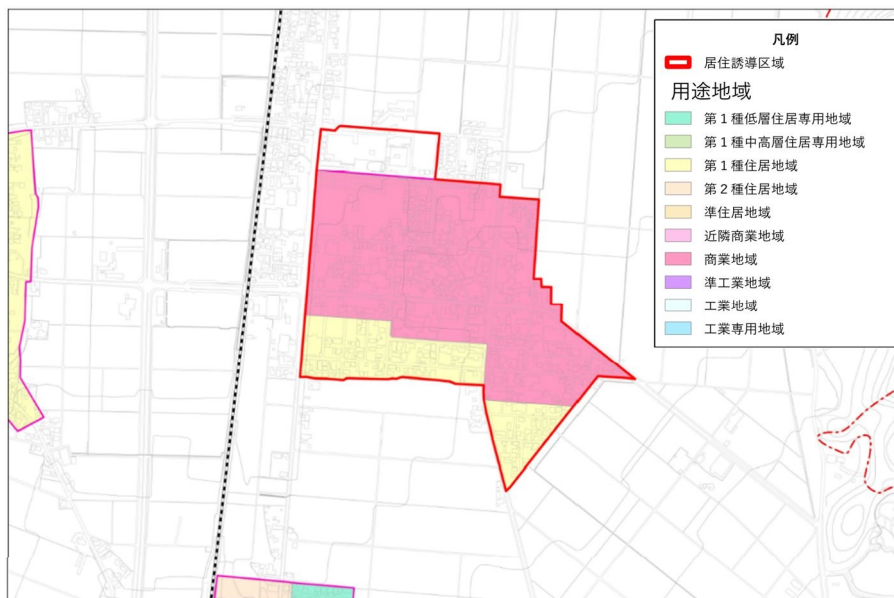 凡例
居住誘導区域
用途地域
第１種低層住居専用地域
第１種中高層住居専用地域
第１種住居地域
第２種住居地域
準住居地域
近隣商業地域
商業地域
準工業地域
工業地域
工業専用地域